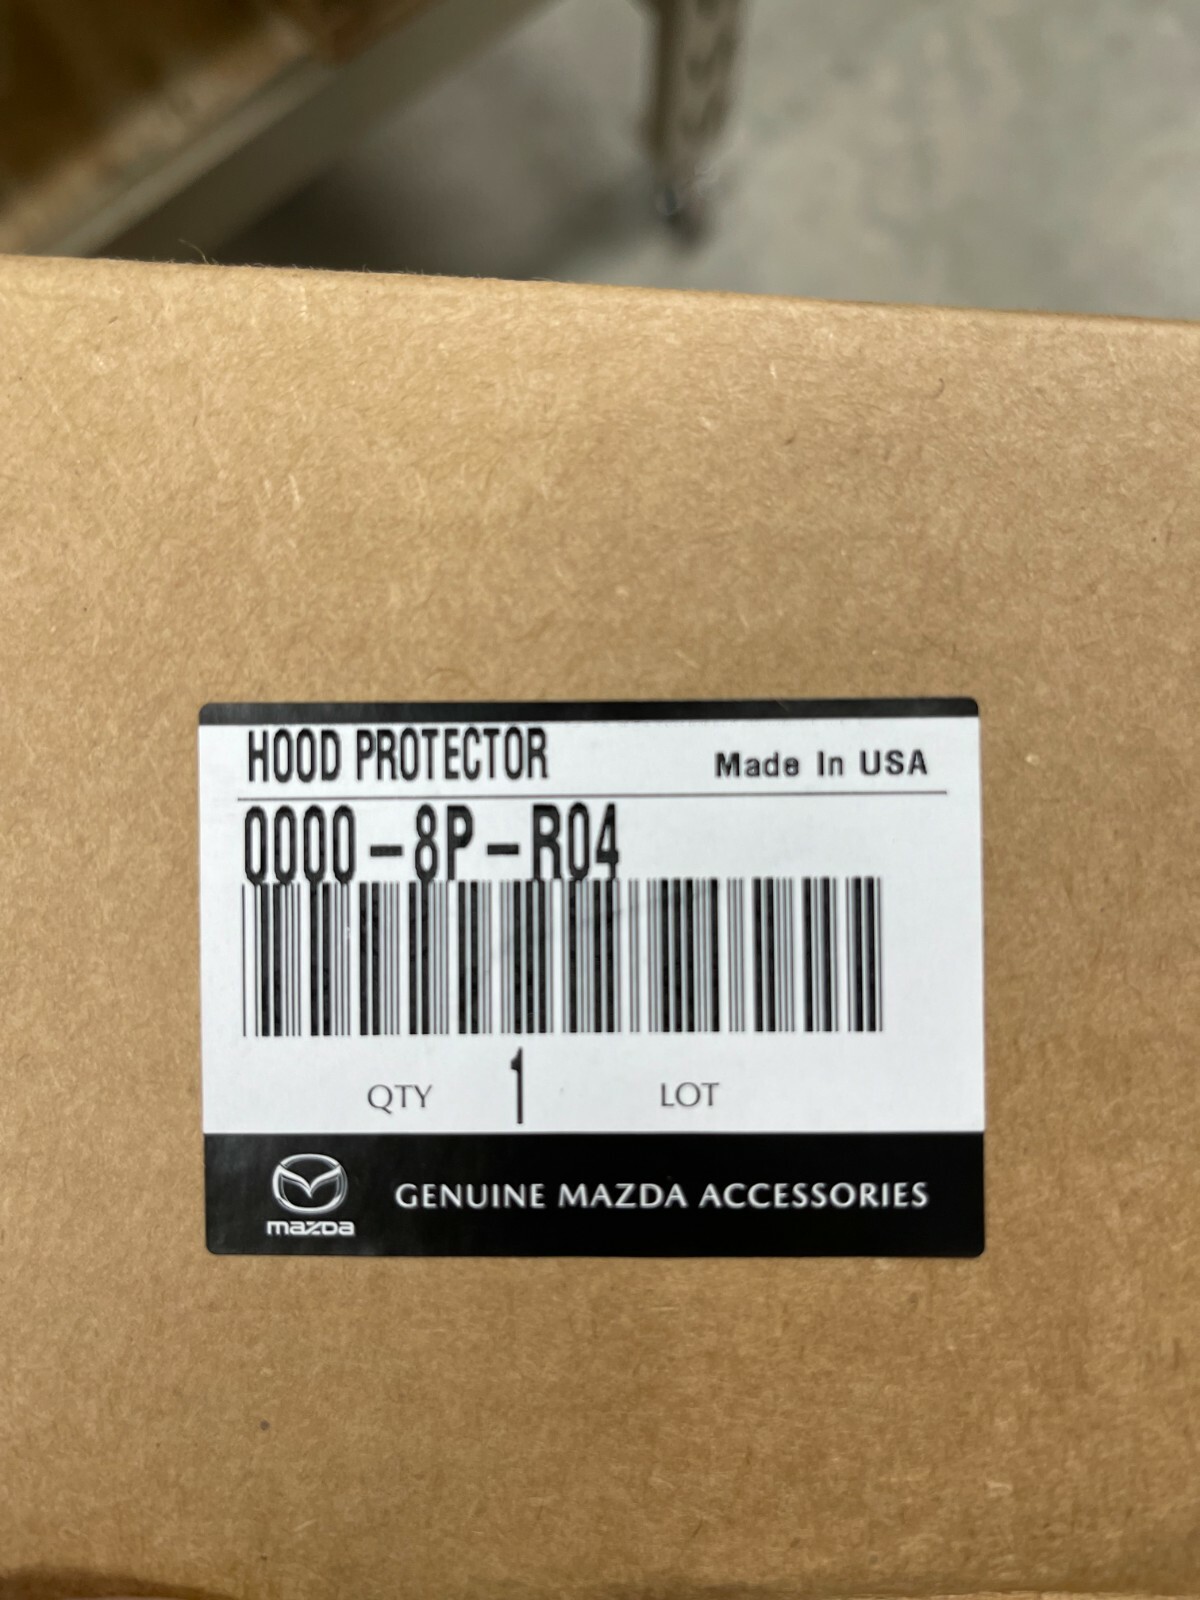 HOOD PROTECTOR Made In USA
0000-8P-R04
QTY 1 LOT
mazDa GENUINE MAZDA ACCESSORIES